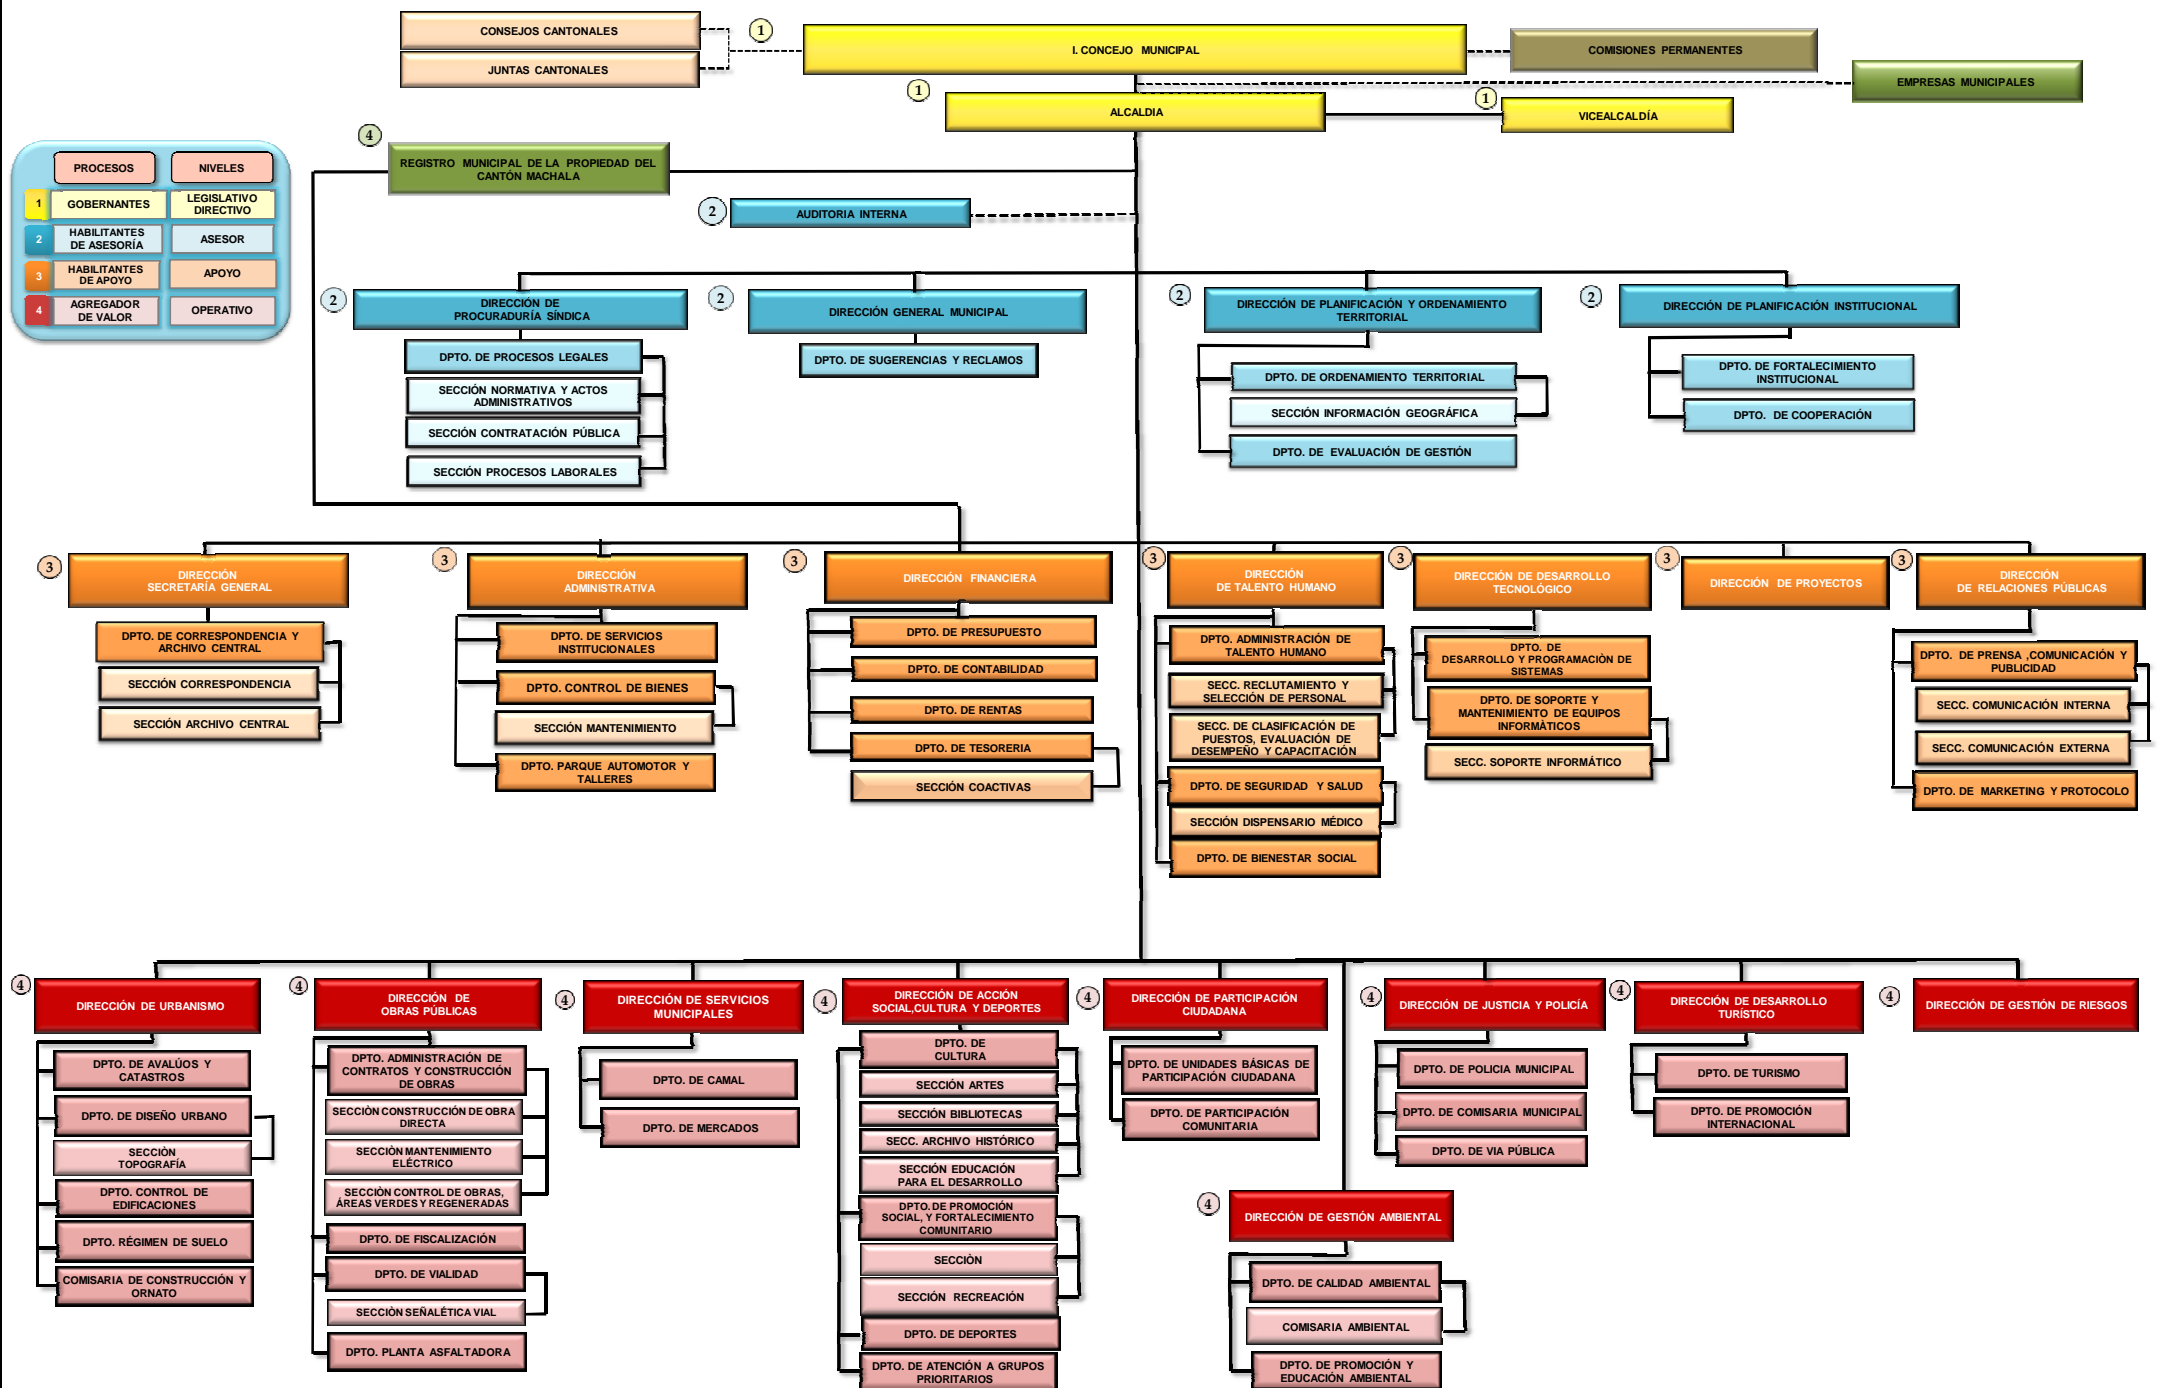 CONSEJOS CANTONALES
JUNTAS CANTONALES
1
I. CONCEJO MUNICIPAL
COMISIONES PERMANENTES
EMPRESAS MUNICIPALES
1
ALCALDIA
1
VICEALCALDÍA
4
REGISTRO MUNICIPAL DE LA PROPIEDAD DEL
CANTÓN MACHALA
PROCESOS
NIVELES
1
GOBERNANTES
LEGISLATIVO
DIRECTIVO
2
HABILITANTES
DE ASESORÍA
ASESOR
3
HABILITANTES
DE APOYO
APOYO
4
AGREGADOR
DE VALOR
OPERATIVO
2
AUDITORIA INTERNA
2
DIRECCIÓN DE
PROCURADURÍA SÍNDICA
DPTO. DE PROCESOS LEGALES
SECCIÓN NORMATIVA Y ACTOS
ADMINISTRATIVOS
SECCIÓN CONTRATACIÓN PÚBLICA
SECCIÓN PROCESOS LABORALES
2
DIRECCIÓN GENERAL MUNICIPAL
DPTO. DE SUGERENCIAS Y RECLAMOS
2
DIRECCIÓN DE PLANIFICACIÓN Y ORDENAMIENTO
TERRITORIAL
DPTO. DE ORDENAMIENTO TERRITORIAL
SECCIÓN INFORMACIÓN GEOGRÁFICA
DPTO. DE EVALUACIÓN DE GESTIÓN
2
DIRECCIÓN DE PLANIFICACIÓN INSTITUCIONAL
DPTO. DE FORTALECIMIENTO
INSTITUCIONAL
DPTO. DE COOPERACIÓN
3
DIRECCIÓN
SECRETARÍA GENERAL
DPTO. DE CORRESPONDENCIA Y
ARCHIVO CENTRAL
SECCIÓN CORRESPONDENCIA
SECCIÓN ARCHIVO CENTRAL
3
DIRECCIÓN
ADMINISTRATIVA
DPTO. DE SERVICIOS
INSTITUCIONALES
DPTO. CONTROL DE BIENES
SECCIÓN MANTENIMIENTO
DPTO. PARQUE AUTOMOTOR Y
TALLERES
3
DIRECCIÓN FINANCIERA
DPTO. DE PRESUPUESTO
DPTO. DE CONTABILIDAD
DPTO. DE RENTAS
DPTO. DE TESORERIA
SECCIÓN COACTIVAS
3
DIRECCIÓN
DE TALENTO HUMANO
DPTO. ADMINISTRACIÓN DE
TALENTO HUMANO
SECC. RECLUTAMIENTO Y
SELECCIÓN DE PERSONAL
SECC. DE CLASIFICACIÓN DE
PUESTOS, EVALUACIÓN DE
DESEMPEÑO Y CAPACITACIÓN
DPTO. DE SEGURIDAD Y SALUD
SECCIÓN DISPENSARIO MÉDICO
DPTO. DE BIENESTAR SOCIAL
3
DIRECCIÓN DE DESARROLLO
TECNOLÓGICO
DPTO. DE
DESARROLLO Y PROGRAMACIÒN DE
SISTEMAS
DPTO. DE SOPORTE Y
MANTENIMIENTO DE EQUIPOS
INFORMÀTICOS
SECC. SOPORTE INFORMÁTICO
3
DIRECCIÓN DE PROYECTOS
3
DIRECCIÓN
DE RELACIONES PÚBLICAS
DPTO. DE PRENSA ,COMUNICACIÓN Y
PUBLICIDAD
SECC. COMUNICACIÓN INTERNA
SECC. COMUNICACIÓN EXTERNA
DPTO. DE MARKETING Y PROTOCOLO
4
DIRECCIÓN DE URBANISMO
DPTO. DE AVALÚOS Y
CATASTROS
DPTO. DE DISEÑO URBANO
SECCIÒN
TOPOGRAFÍA
DPTO. CONTROL DE
EDIFICACIONES
DPTO. RÉGIMEN DE SUELO
COMISARIA DE CONSTRUCCIÓN Y
ORNATO
4
DIRECCIÓN DE
OBRAS PÚBLICAS
DPTO. ADMINISTRACIÓN DE
CONTRATOS Y CONSTRUCCIÓN
DE OBRAS
SECCIÒN CONSTRUCCIÓN DE OBRA
DIRECTA
SECCIÒN MANTENIMIENTO
ELÉCTRICO
SECCIÒN CONTROL DE OBRAS,
ÁREAS VERDES Y REGENERADAS
DPTO. DE FISCALIZACIÓN
DPTO. DE VIALIDAD
SECCIÒN SEÑALÉTICA VIAL
DPTO. PLANTA ASFALTADORA
4
DIRECCIÓN DE SERVICIOS
MUNICIPALES
DPTO. DE CAMAL
DPTO. DE MERCADOS
4
DIRECCIÓN DE ACCIÓN
SOCIAL,CULTURA Y DEPORTES
DPTO. DE
CULTURA
SECCIÓN ARTES
SECCIÓN BIBLIOTECAS
SECC. ARCHIVO HISTÓRICO
SECCIÓN EDUCACIÓN
PARA EL DESARROLLO
DPTO. DE PROMOCIÓN
SOCIAL, Y FORTALECIMIENTO
COMUNITARIO
SECCIÒN
SECCIÓN RECREACIÓN
DPTO. DE DEPORTES
DPTO. DE ATENCIÓN A GRUPOS
PRIORITARIOS
4
DIRECCIÓN DE PARTICIPACIÓN
CIUDADANA
DPTO. DE UNIDADES BÁSICAS DE
PARTICIPACIÓN CIUDADANA
DPTO. DE PARTICIPACIÓN
COMUNITARIA
4
DIRECCIÓN DE GESTIÓN AMBIENTAL
DPTO. DE CALIDAD AMBIENTAL
COMISARIA AMBIENTAL
DPTO. DE PROMOCIÓN Y
EDUCACIÓN AMBIENTAL
4
DIRECCIÓN DE JUSTICIA Y POLICÍA
DPTO. DE POLICIA MUNICIPAL
DPTO. DE COMISARIA MUNICIPAL
DPTO. DE VIA PÚBLICA
4
DIRECCIÓN DE DESARROLLO
TURÍSTICO
DPTO. DE TURISMO
DPTO. DE PROMOCIÓN
INTERNACIONAL
4
DIRECCIÓN DE GESTIÓN DE RIESGOS